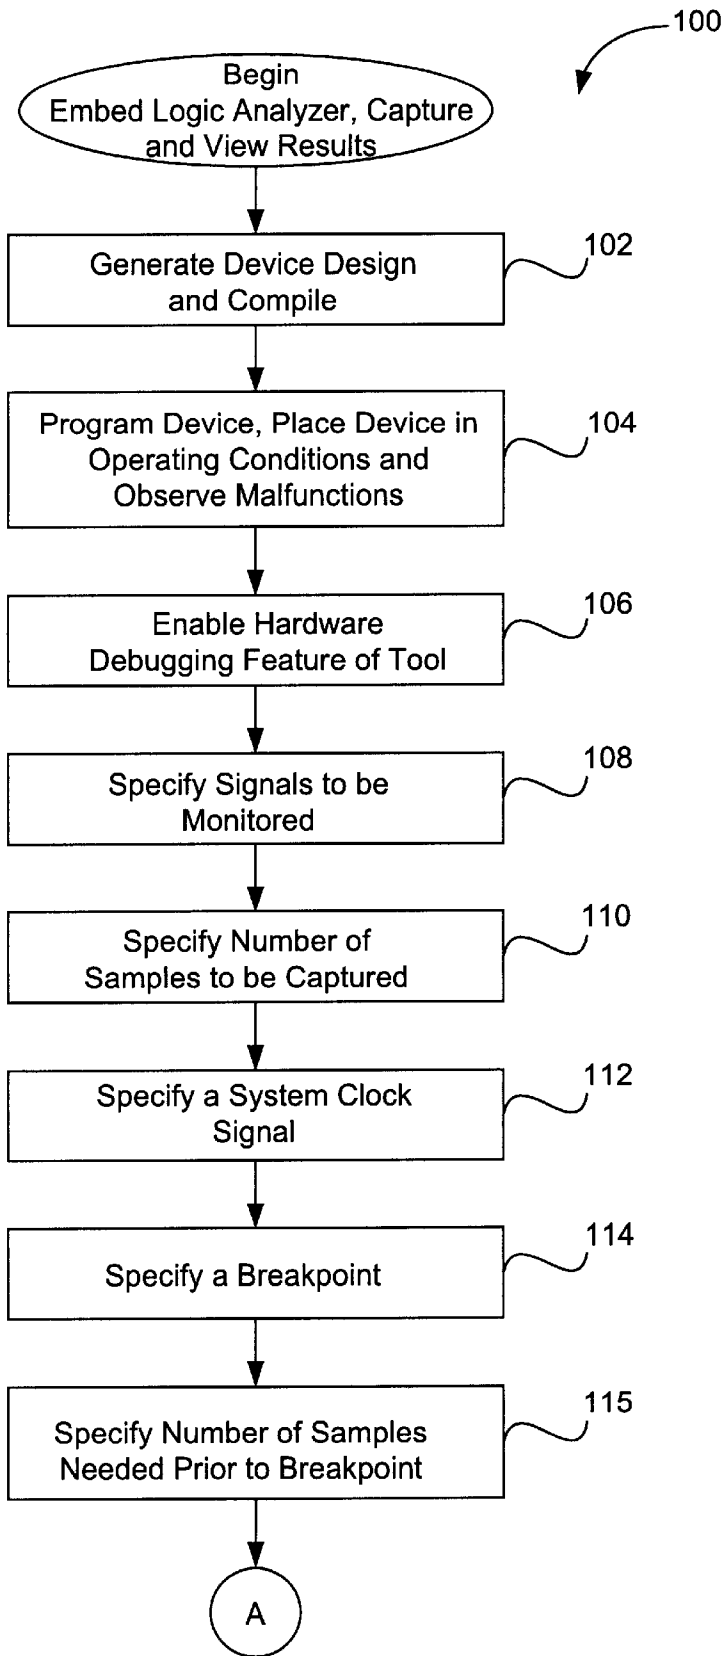 100
Begin
Embed Logic Analyzer, Capture
and View Results
102
Generate Device Design
and Compile
104
Program Device, Place Device in
Operating Conditions and
Observe Malfunctions
106
Enable Hardware
Debugging Feature of Tool
108
Specify Signals to be
Monitored
110
Specify Number of
Samples to be Captured
112
Specify a System Clock
Signal
114
Specify a Breakpoint
115
Specify Number of Samples
Needed Prior to Breakpoint
A